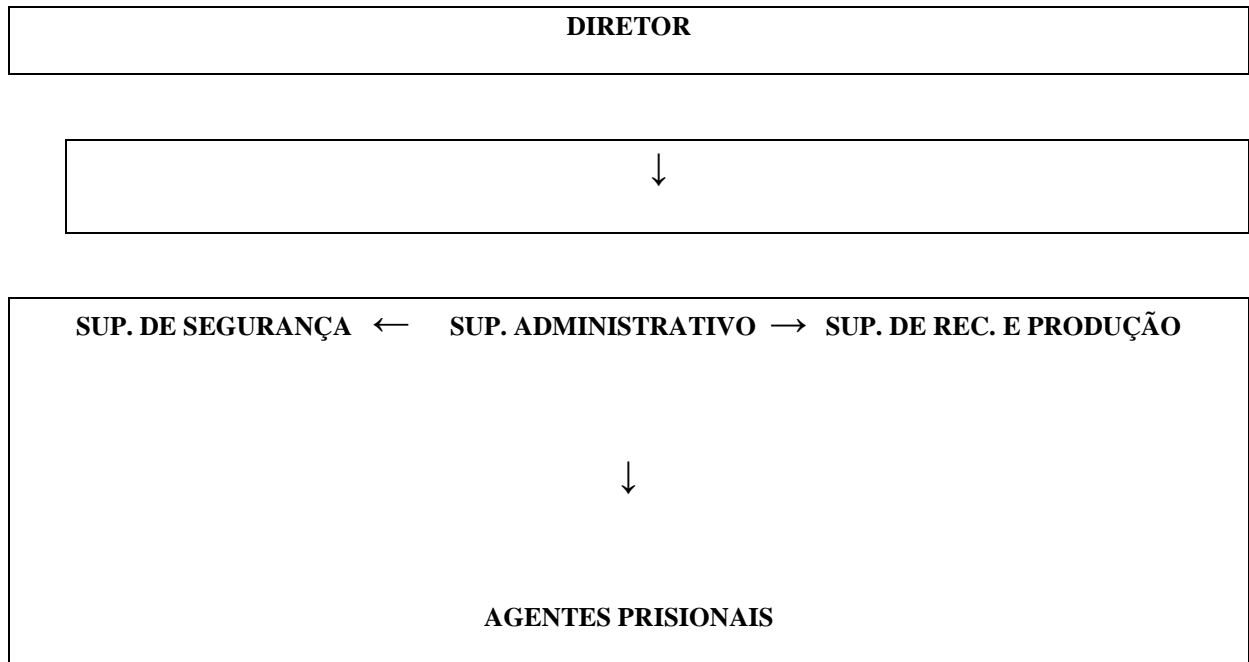 DIRETOR
↓
SUP. DE SEGURANÇA ← SUP. ADMINISTRATIVO → SUP. DE REC. E PRODUÇÃO
↓
AGENTES PRISIONAIS